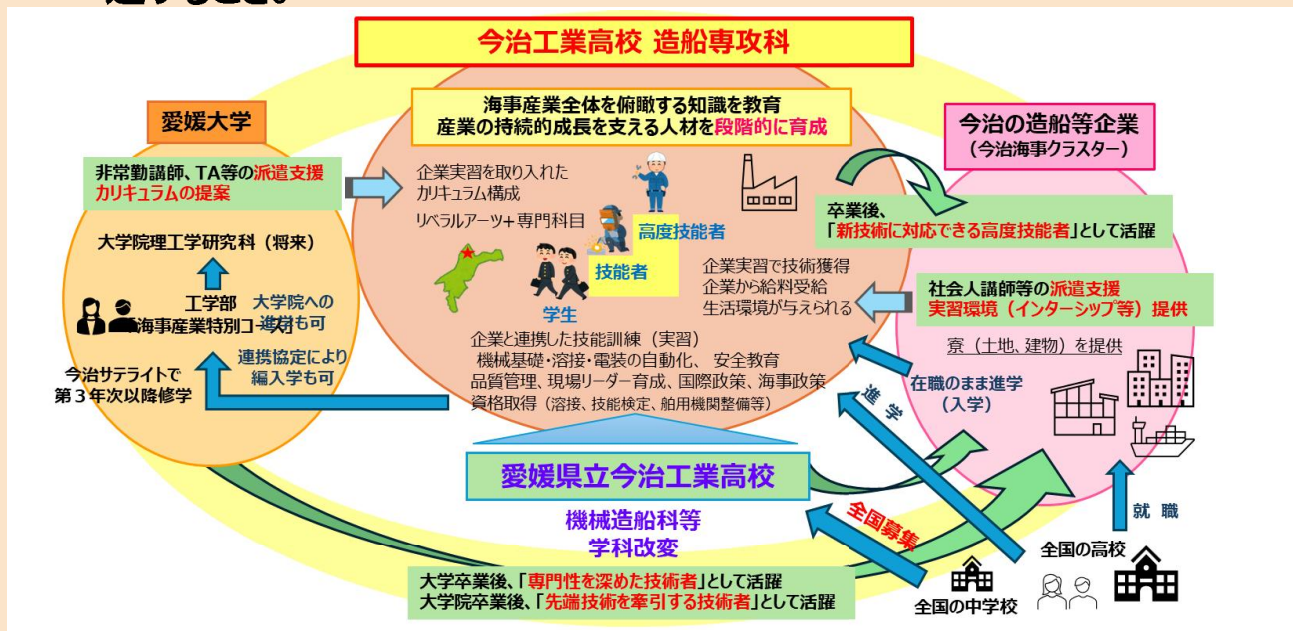 進するとき。
今治工業高校 造船専攻科
海事産業全体を俯瞰する知識を教育
産業の持続的成長を支える人材を段階的に育成
愛媛大学
非常勤講師、TA等の派遣支援
カリキュラムの提案
大学院理工学研究科（将来）
工学部
海事産業特別コース
大学院への
進学も可
連携協定により
編入学も可
今治サテライトで
第３年次以降修学
企業実習を取り入れた
カリキュラム構成
リベラルアーツ＋専門科目
高度技能者
技能者
学生
企業実習で技術獲得
企業から給料受給
生活環境が与えられる
企業と連携した技能訓練（実習）
機械基礎・溶接・電装の自動化、 安全教育
品質管理、現場リーダー育成、国際政策、海事政策
資格取得（溶接、技能検定、舶用機関整備等）
今治の造船等企業
（今治海事クラスター）
卒業後、
「新技術に対応できる高度技能者」として活躍
社会人講師等の派遣支援
実習環境（インターシップ等）提供
寮（土地、建物）を提供
在職のまま進学
（入学）
進 学
就 職
愛媛県立今治工業高校
機械造船科等
学科改変
全国募集
全国の高校
全国の中学校
大学卒業後、「専門性を深めた技術者」として活躍
大学院卒業後、「先端技術を牽引する技術者」として活躍